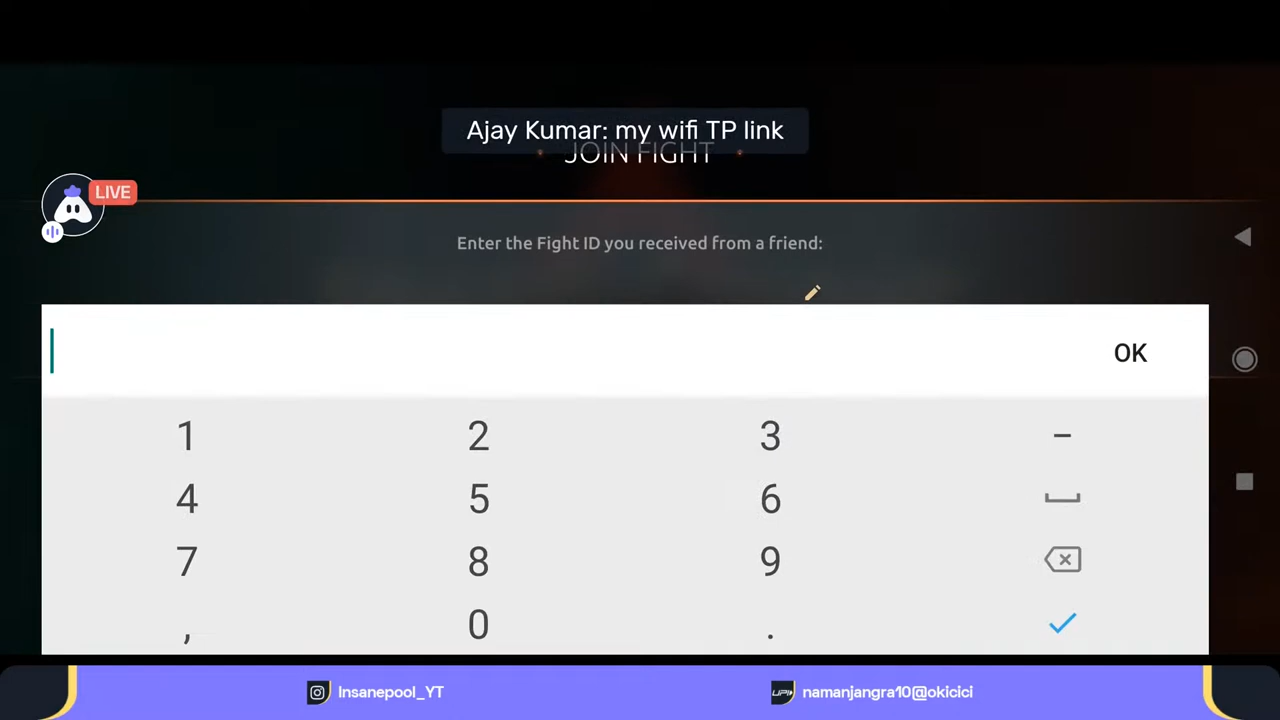 Ajay Kumar: my wifi TP link
JOIN FIGHT
LIVE
Enter the Fight ID you received from a friend:
OK
1 2 3 –
4 5 6
7 8 9
, 0 .
Insanepool_YT
UPI namanjangra10@okicici